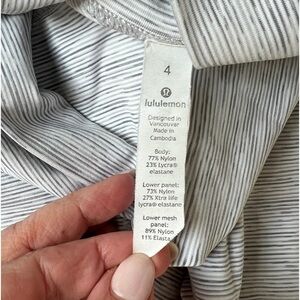 4
lululemon
Designed in
Vancouver
Made in
Cambodia
Body:
77% Nylon
23% Lycra®
elastane
Lower panel:
73% Nylon
27% Xtra life
lycra® elastane
Lower mesh
panel:
89% Nylon
11% Elasta